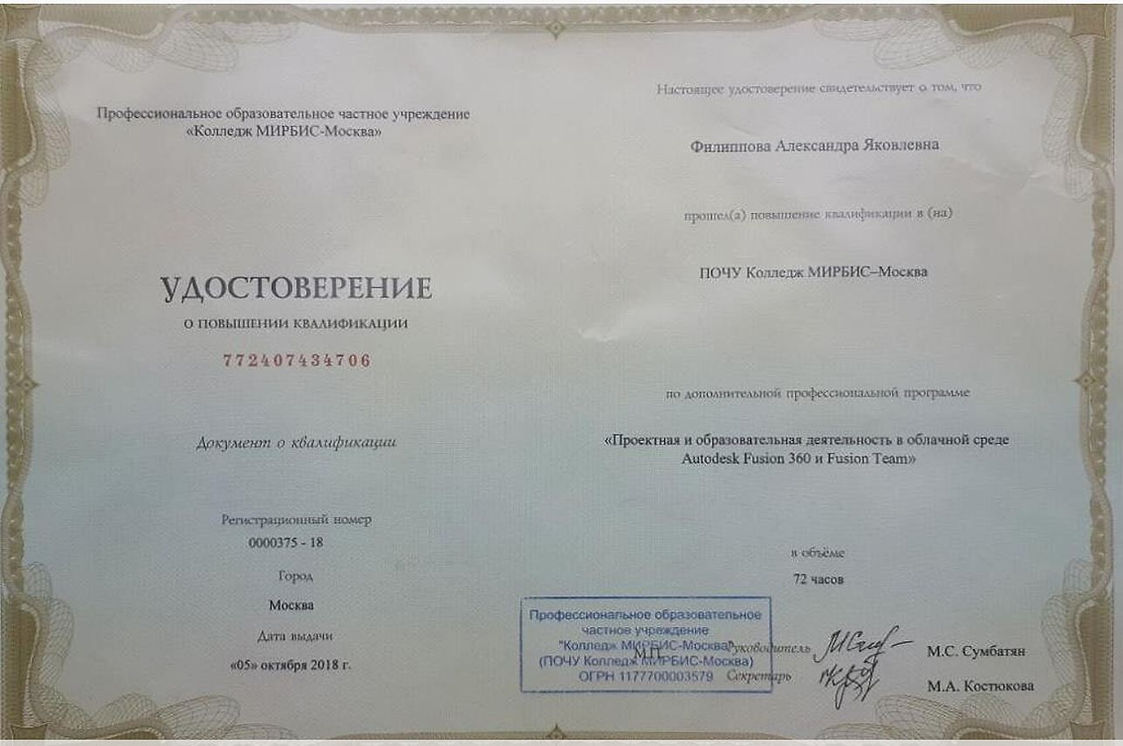 Профессиональное образовательное частное учреждение
«Колледж МИРБИС-Москва»
УДОСТОВЕРЕНИЕ
О ПОВЫШЕНИИ КВАЛИФИКАЦИИ
772407434706
Документ о квалификации
Регистрационный номер
0000375 - 18
Город
Москва
Дата выдачи
«05» октября 2018 г.
Настоящее удостоверение свидетельствует о том, что
Филиппова Александра Яковлевна
прошел(а) повышение квалификации в (на)
ПОЧУ Колледж МИРБИС–Москва
по дополнительной профессиональной программе
«Проектная и образовательная деятельность в облачной среде
Autodesk Fusion 360 и Fusion Team»
в объёме
72 часов
Профессиональное образовательное
частное учреждение
"Колледж МИРБИС-Москва"
(ПОЧУ Колледж МИРБИС-Москва)
ОГРН 1177700003579
М.П.
Руководитель
М.С. Сумбатян
Секретарь
М.А. Костюкова